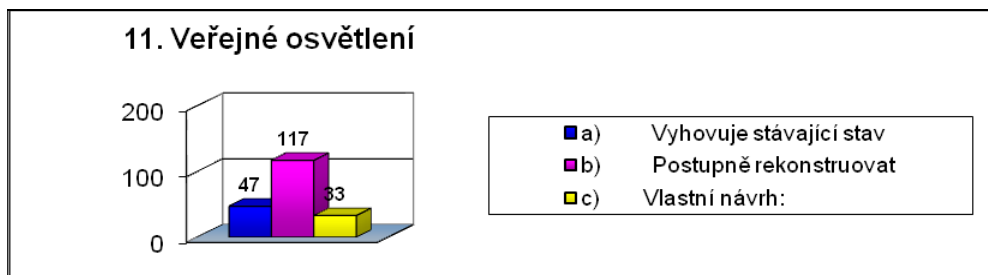 11. Veřejné osvětlení
200
100
0
47
117
33
a) Vyhovuje stávající stav
b) Postupně rekonstruovat
c) Vlastní návrh: